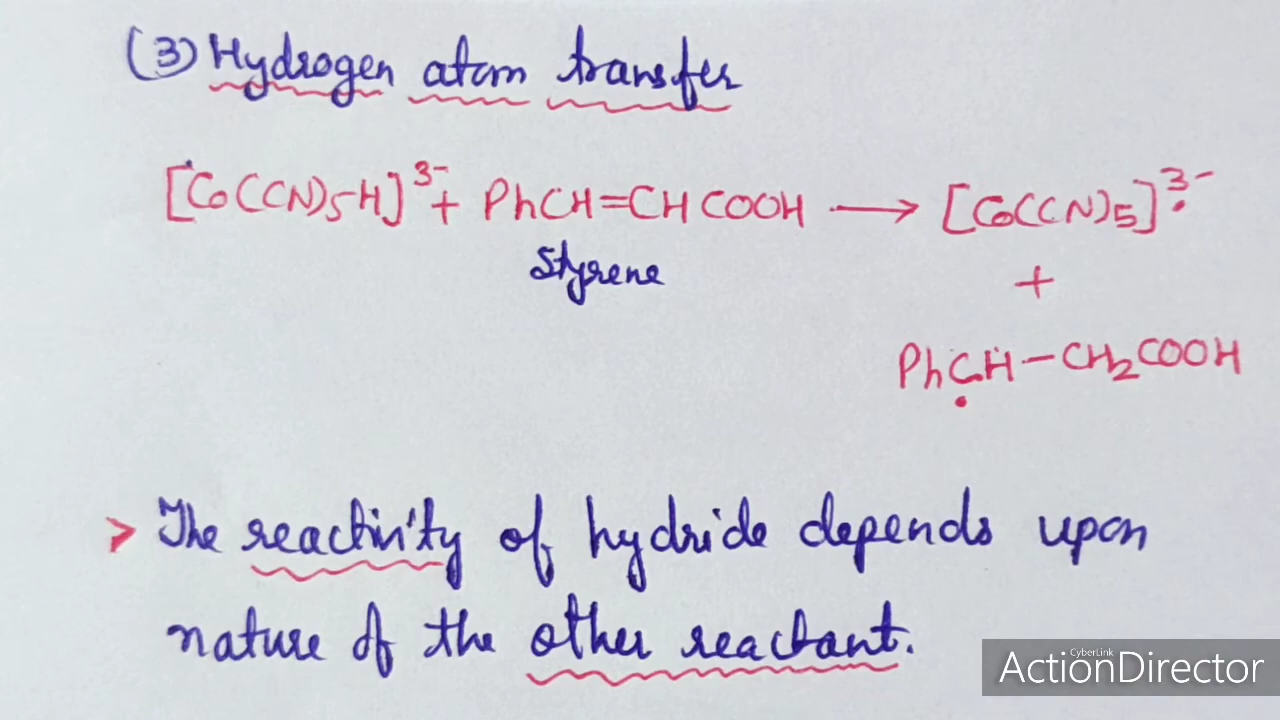 (3) Hydrogen atom transfer
[Co(CN)5-H]3- + PhCH=CHCOOH → [Co(CN)5]3-•
Styrene
+
PhCH-CH2COOH
•
> The reactivity of hydride depends upon
nature of the other reactant.
CyberLink
ActionDirector